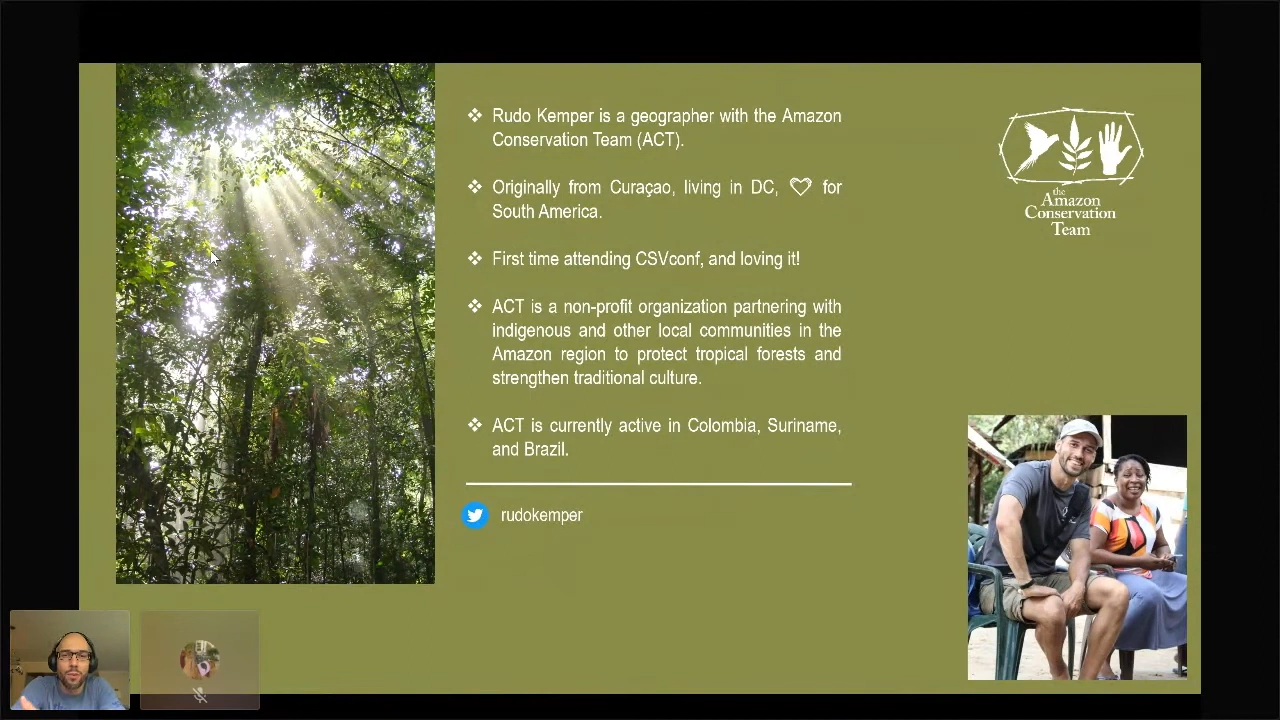 ❖ Rudo Kemper is a geographer with the Amazon
Conservation Team (ACT).
❖ Originally from Curaçao, living in DC, ♡ for
South America.
❖ First time attending CSVconf, and loving it!
❖ ACT is a non-profit organization partnering with
indigenous and other local communities in the
Amazon region to protect tropical forests and
strengthen traditional culture.
❖ ACT is currently active in Colombia, Suriname,
and Brazil.
rudokemper
the
Amazon
Conservation
Team